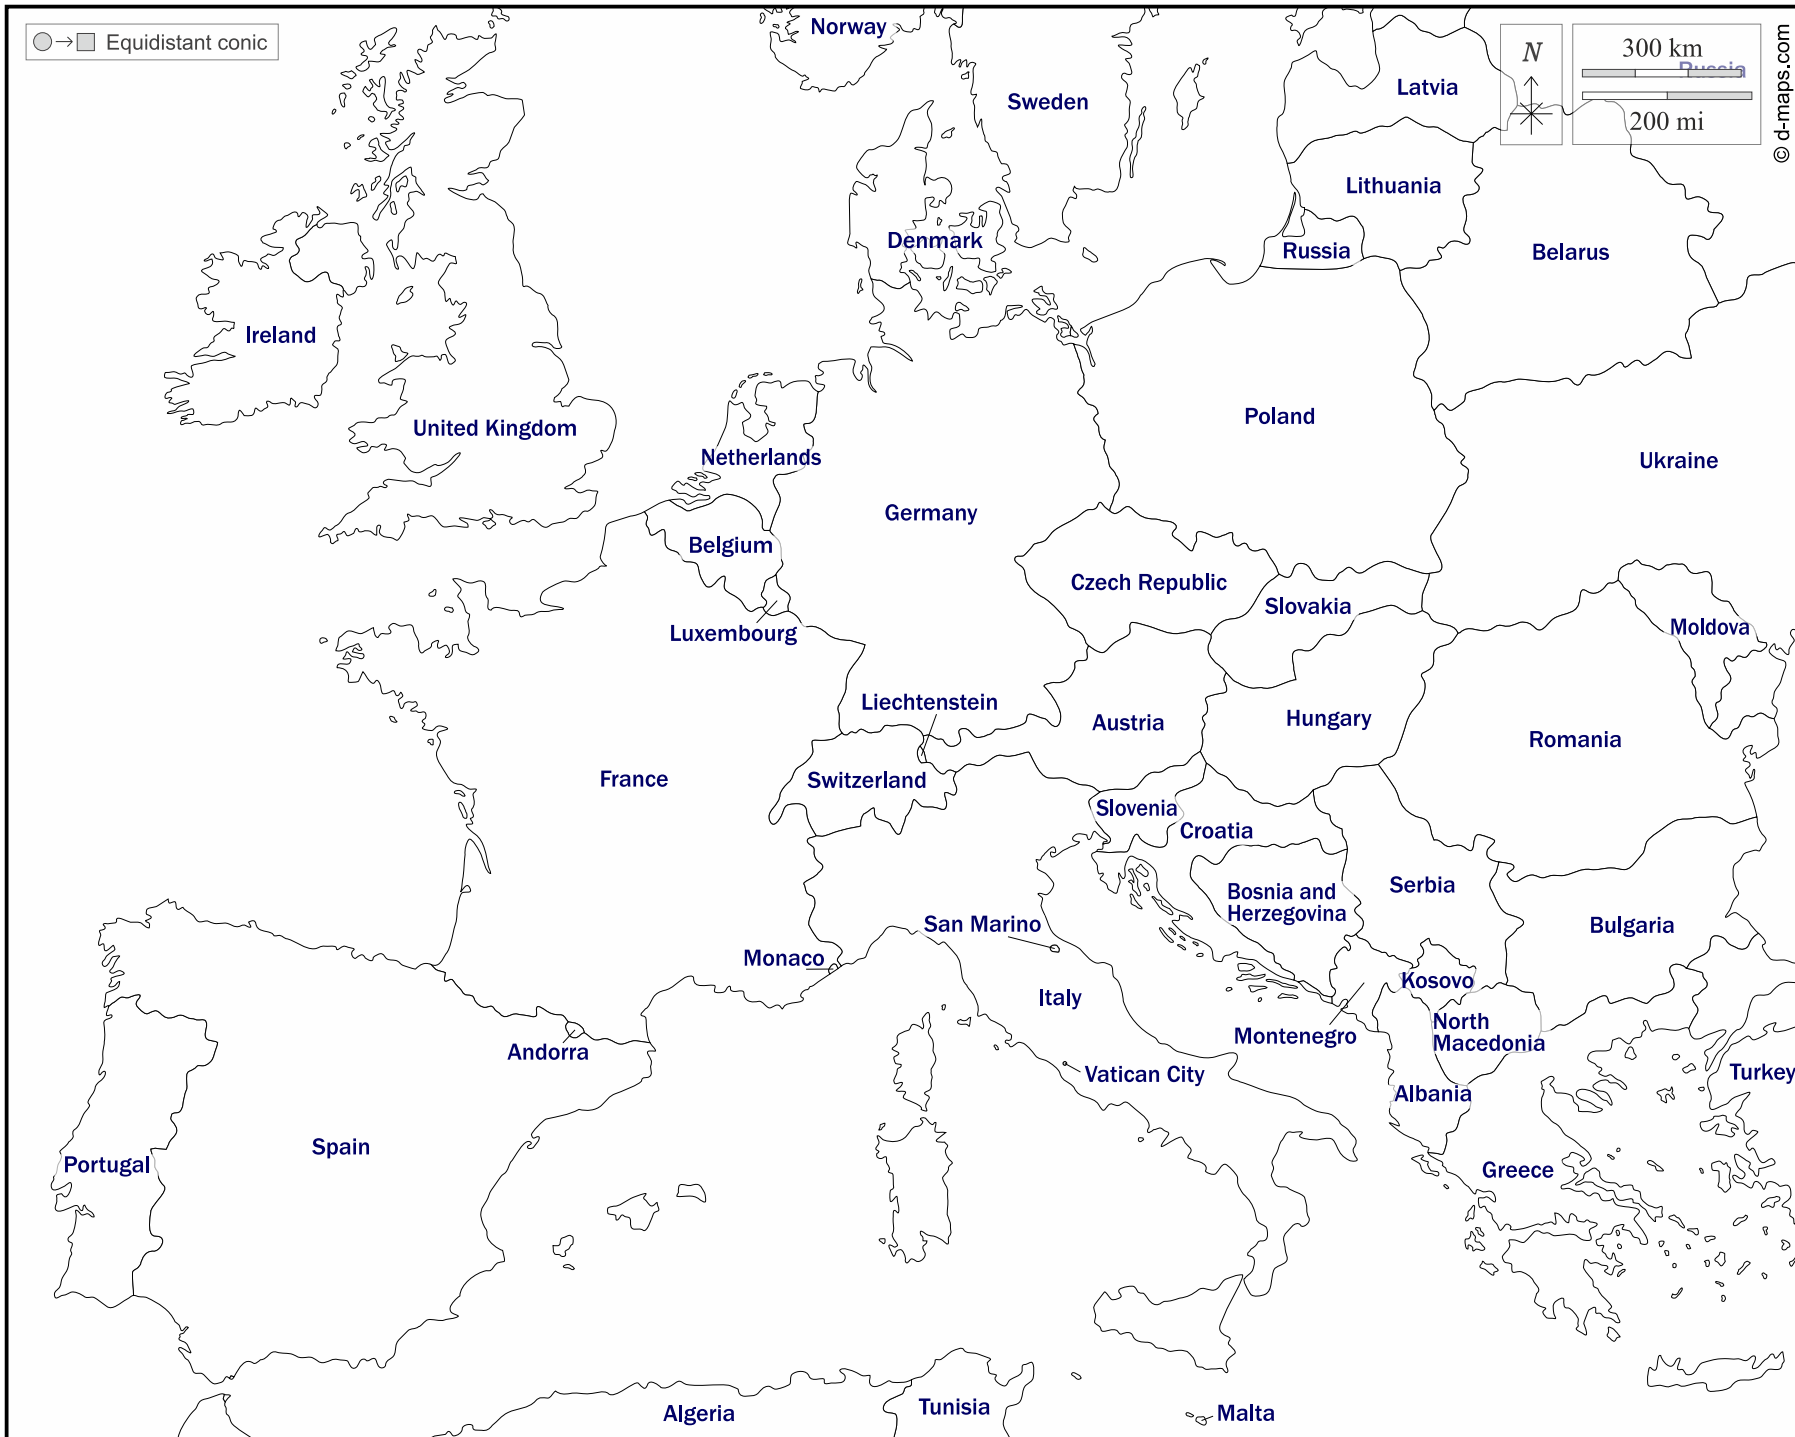 Equidistant conic
Norway
N
300 km
Russia
200 mi
© d-maps.com
Sweden
Latvia
Lithuania
Denmark
Russia
Belarus
Ireland
United Kingdom
Poland
Netherlands
Ukraine
Germany
Belgium
Czech Republic
Slovakia
Luxembourg
Moldova
Liechtenstein
Austria
Hungary
Romania
France
Switzerland
Slovenia
Croatia
Serbia
Bosnia and
Herzegovina
San Marino
Bulgaria
Monaco
Kosovo
Italy
North
Macedonia
Montenegro
Andorra
Vatican City
Turkey
Albania
Spain
Portugal
Greece
Algeria
Tunisia
Malta